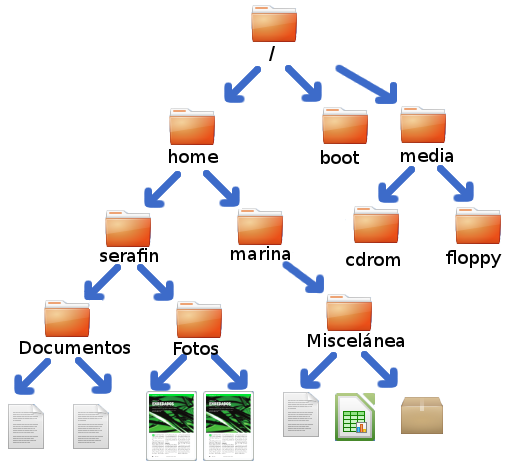 /
home
boot
media
serafin
marina
cdrom
floppy
Documentos
Fotos
Miscelánea